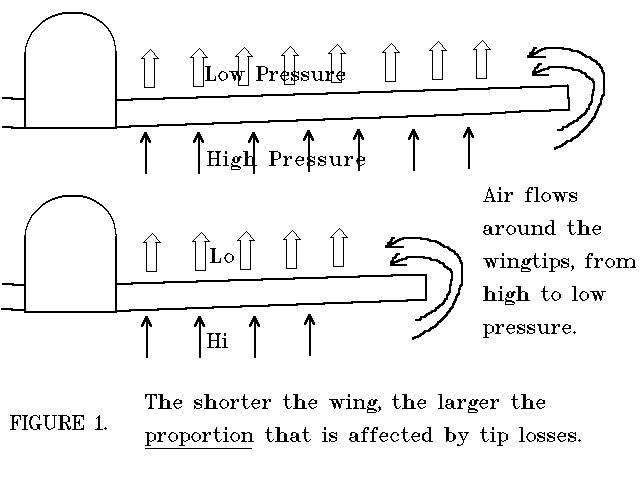 Low Pressure
High Pressure
Air flows
around the
wingtips, from
high to low
pressure.
Lo
Hi
The shorter the wing, the larger the
FIGURE 1.
proportion that is affected by tip losses.